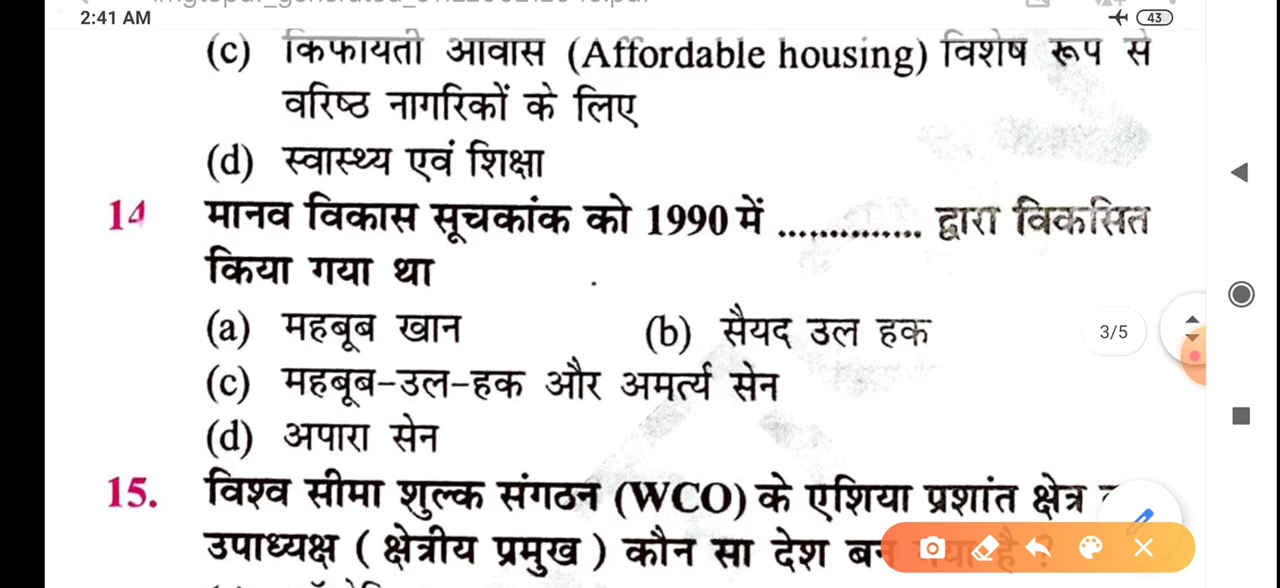 2:41 AM
43
(c) किफायती आवास (Affordable housing) विशेष रूप से
वरिष्ठ नागरिकों के लिए
(d) स्वास्थ्य एवं शिक्षा
14 मानव विकास सूचकांक को 1990 में ............... द्वारा विकसित
किया गया था
(a) महबूब खान (b) सैयद उल हक
3/5
(c) महबूब-उल-हक और अमर्त्य सेन
(d) अपारा सेन
15. विश्व सीमा शुल्क संगठन (WCO) के एशिया प्रशांत क्षेत्र
उपाध्यक्ष ( क्षेत्रीय प्रमुख ) कौन सा देश बन है ?